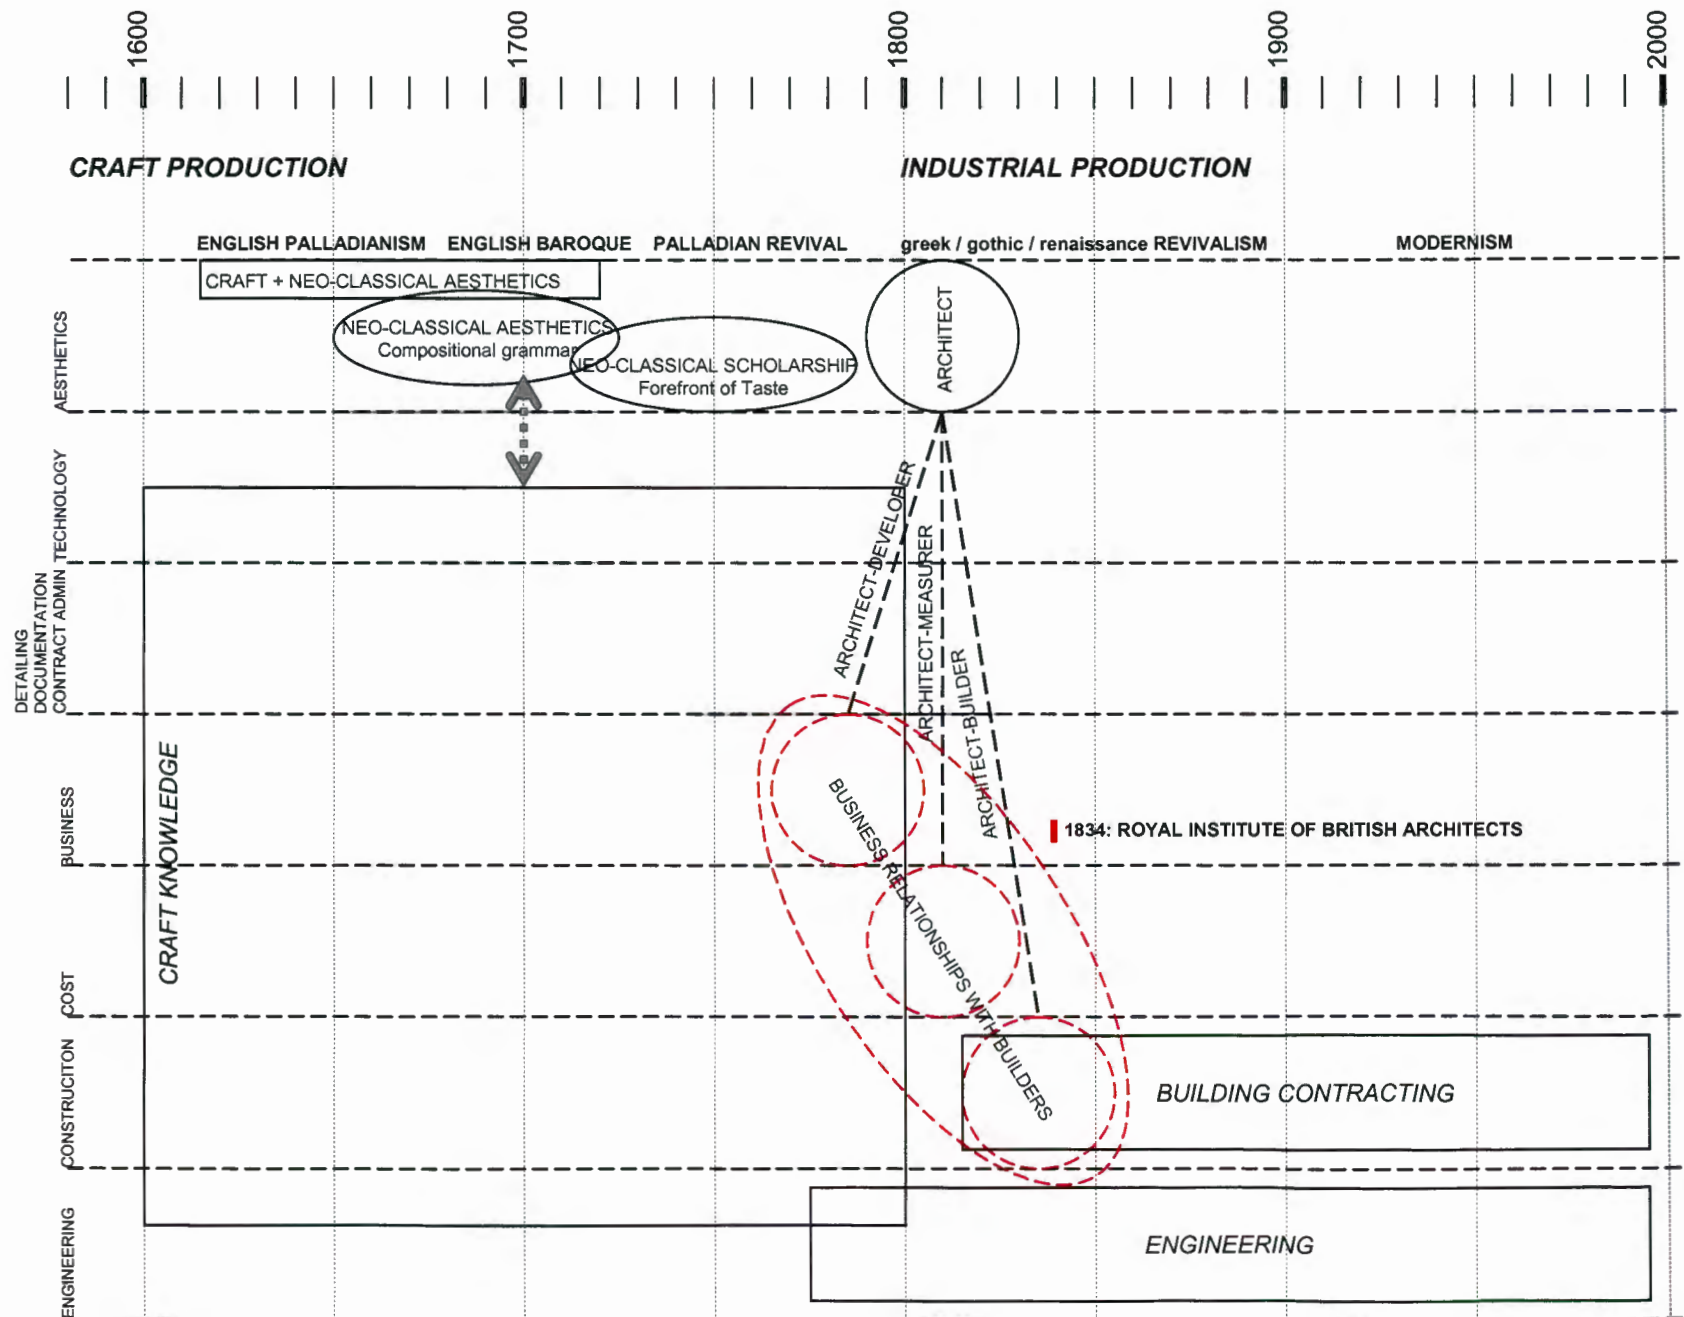 1600
1700
1800
1900
2000
CRAFT PRODUCTION
INDUSTRIAL PRODUCTION
ENGLISH PALLADIANISM
ENGLISH BAROQUE
PALLADIAN REVIVAL
greek / gothic / renaissance REVIVALISM
MODERNISM
CRAFT + NEO-CLASSICAL AESTHETICS
NEO-CLASSICAL AESTHETICS
Compositional grammar
NEO-CLASSICAL SCHOLARSHIP
Forefront of Taste
ARCHITECT
AESTHETICS
TECHNOLOGY
DETAILING
DOCUMENTATION
CONTRACT ADMIN
BUSINESS
COST
CONSTRUCITON
ENGINEERING
ARCHITECT-DEVELOBER
ARCHITECT-MEASURER
ARCHITECT-BUILDER
CRAFT KNOWLEDGE
BUSINESS RELATIONSHIPS WITH BUILDERS
1834: ROYAL INSTITUTE OF BRITISH ARCHITECTS
BUILDING CONTRACTING
ENGINEERING